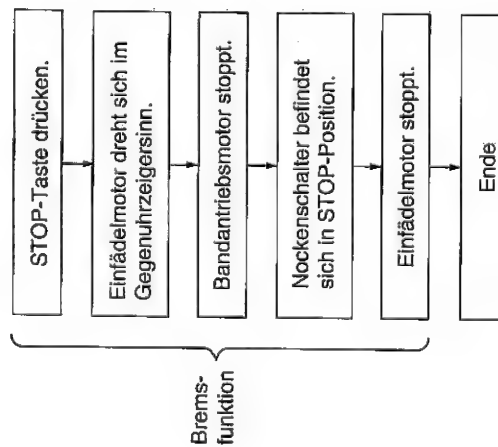 STOP-Taste drücken.
Einfädelmotor dreht sich im
Gegenuhrzeigersinn.
Bandantriebsmotor stoppt.
Nockenschalter befindet
sich in STOP-Position.
Einfädelmotor stoppt.
Ende
Brems-
funktion